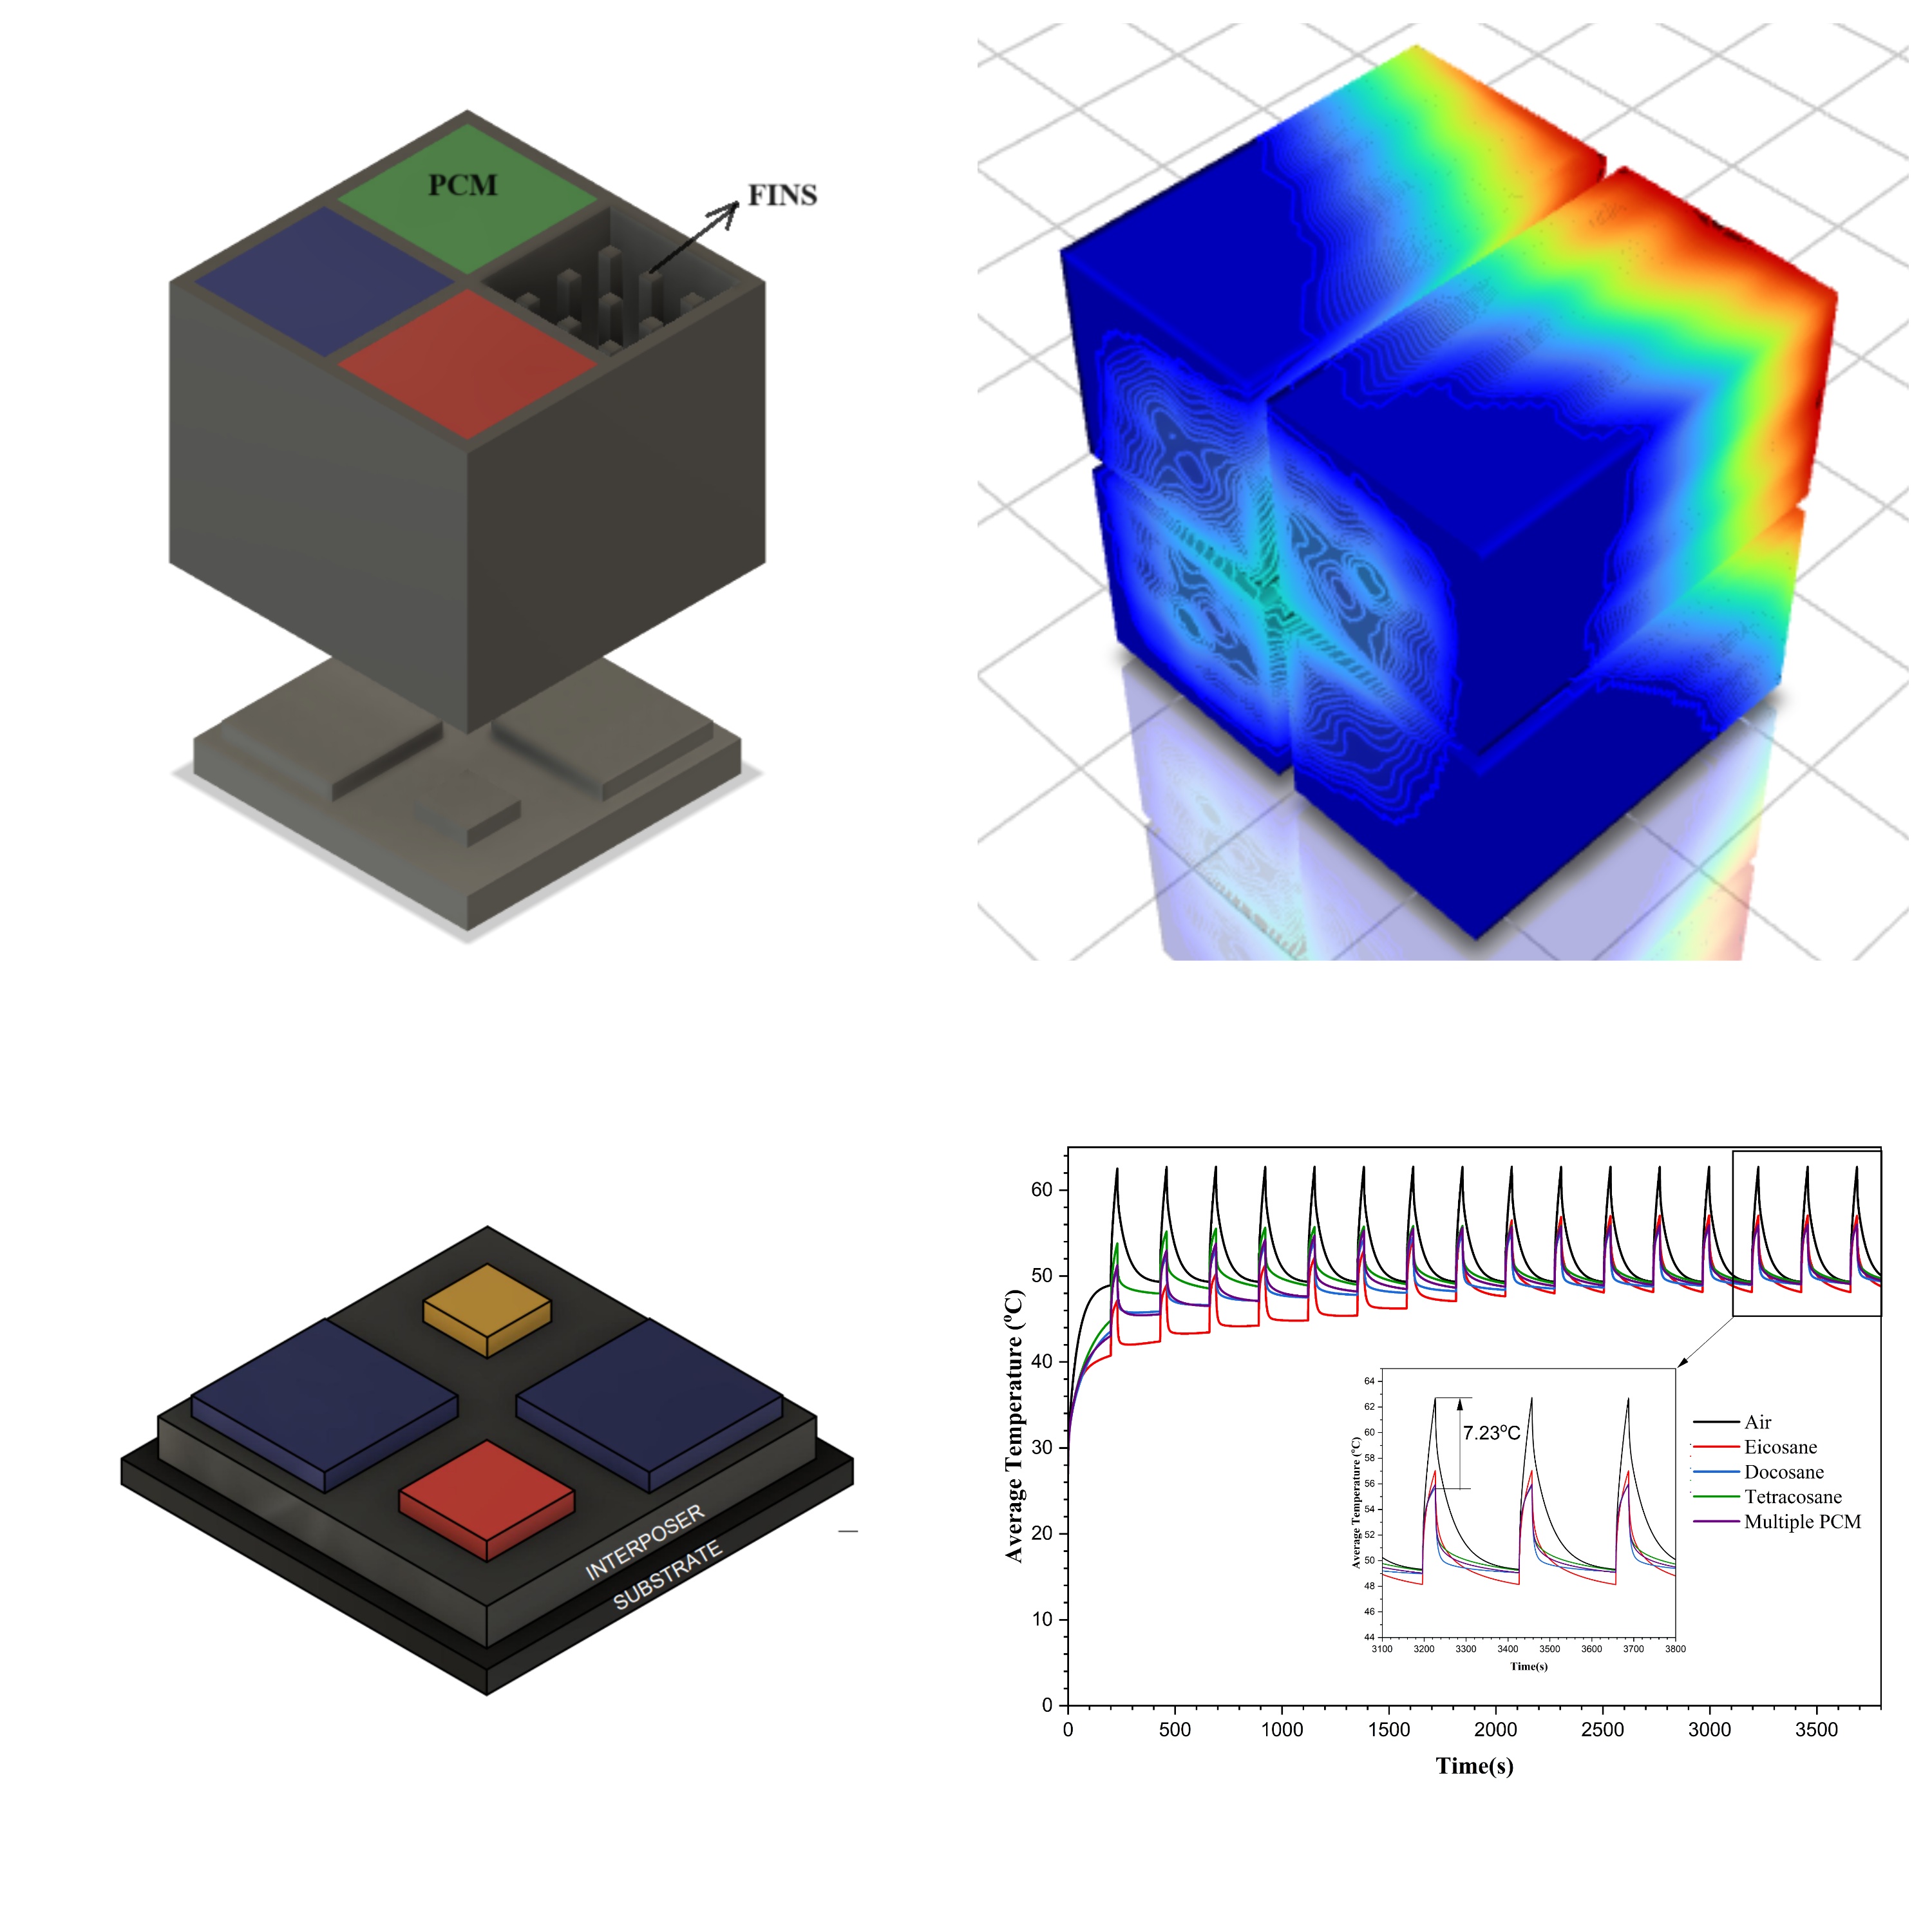 PCM
FINS
INTERPOSER
SUBSTRATE
Average Temperature (°C)
60
50
40
30
20
10
0
0 500 1000 1500 2000 2500 3000 3500
Time(s)
Average Temperature (°C)
64
62
60
58
56
54
52
50
48
46
44
3100 3200 3300 3400 3500 3600 3700 3800
Time(s)
7.23°C
Air
Eicosane
Docosane
Tetracosane
Multiple PCM